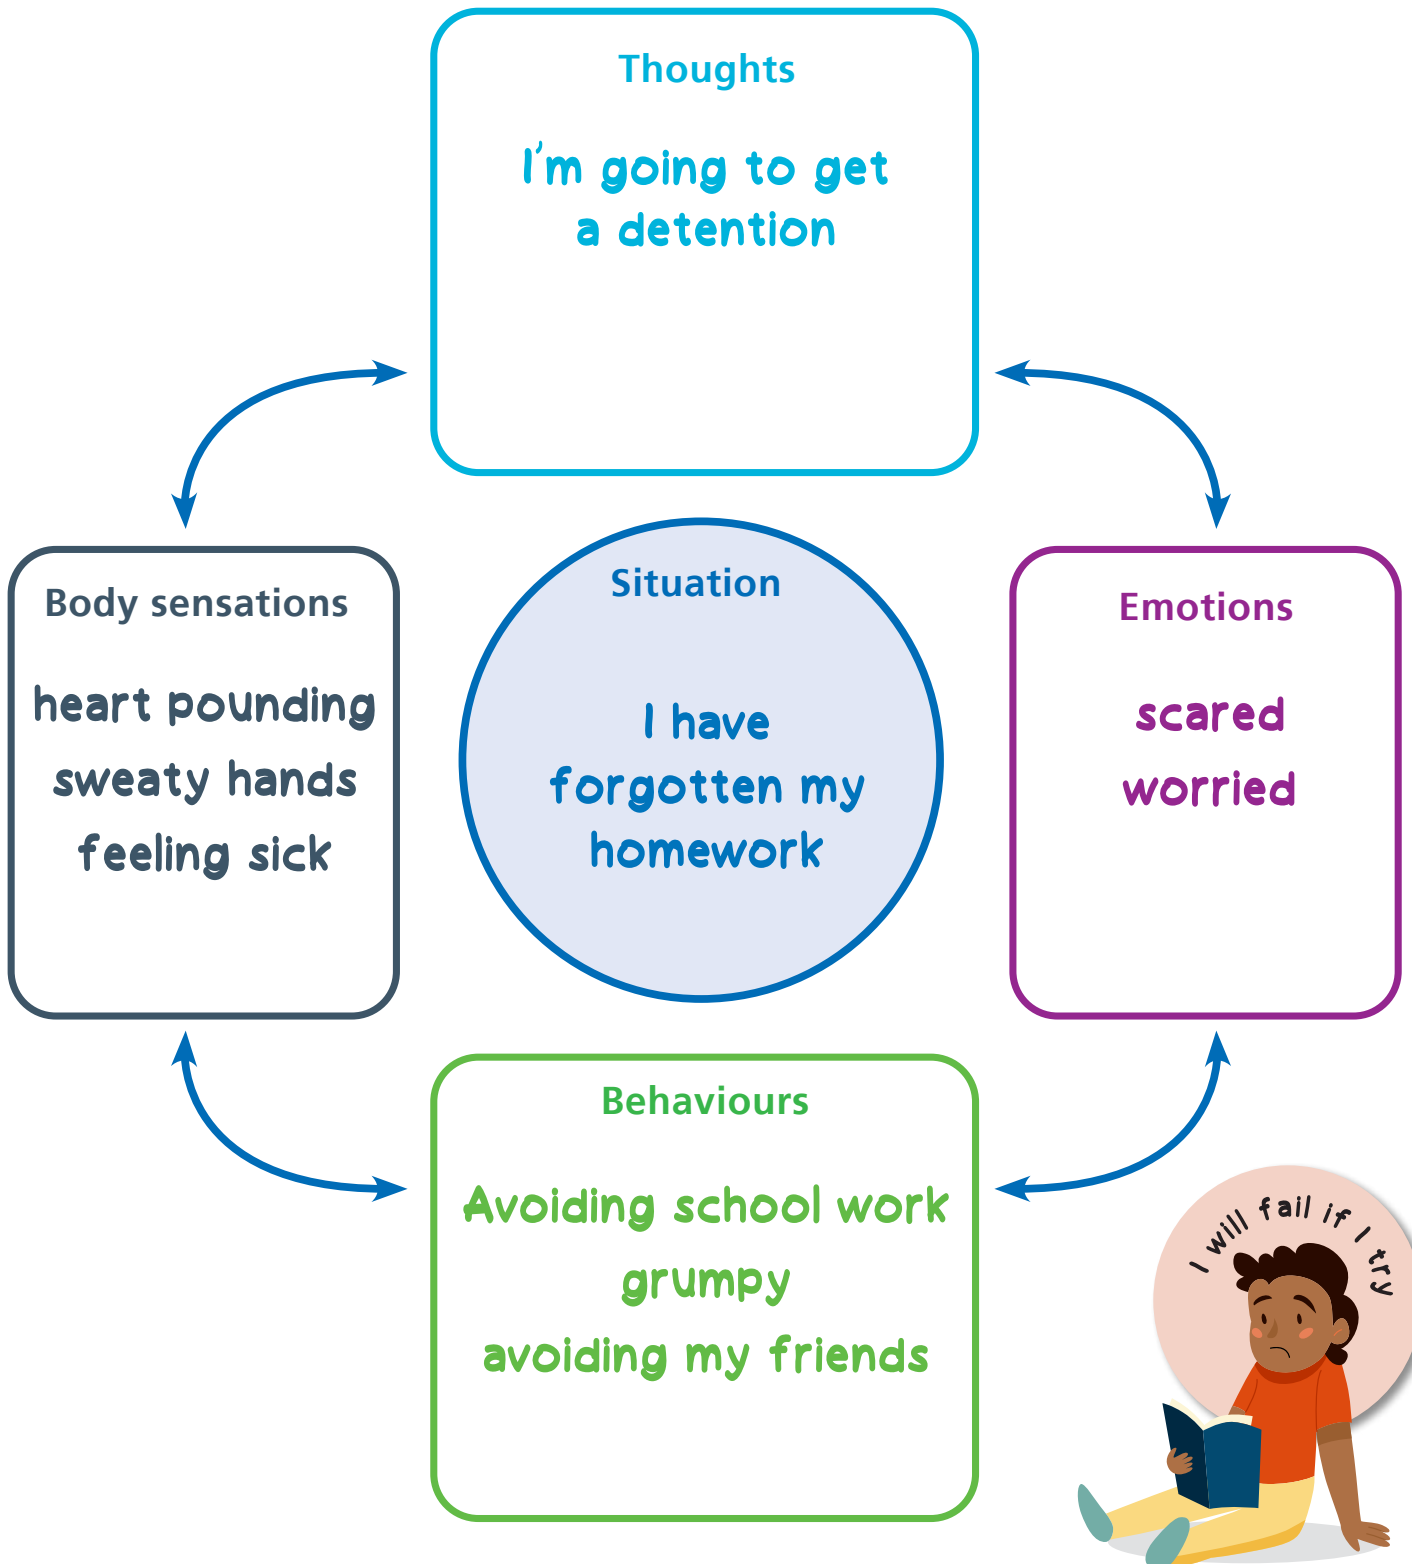 Thoughts
I'm going to get
a detention
Body sensations
heart pounding
sweaty hands
feeling sick
Situation
I have
forgotten my
homework
Emotions
scared
worried
Behaviours
Avoiding school work
grumpy
avoiding my friends
I will fail if I try